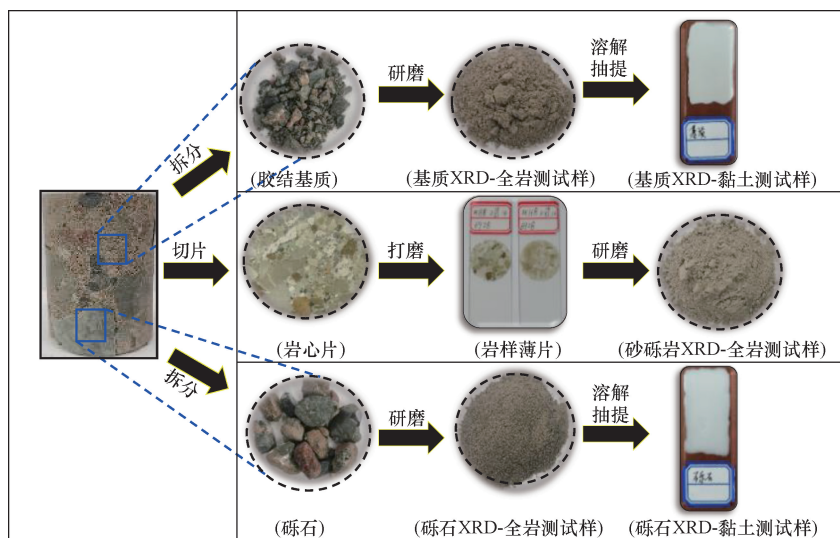 研磨
溶解
抽提
拆分
(胶结基质)
(基质XRD-全岩测试样)
(基质XRD-黏土测试样)
基质
切片
打磨
研磨
(岩心片)
(岩样薄片)
(砂砾岩XRD-全岩测试样)
拆分
研磨
溶解
抽提
砾石
(砾石)
(砾石XRD-全岩测试样)
(砾石XRD-黏土测试样)